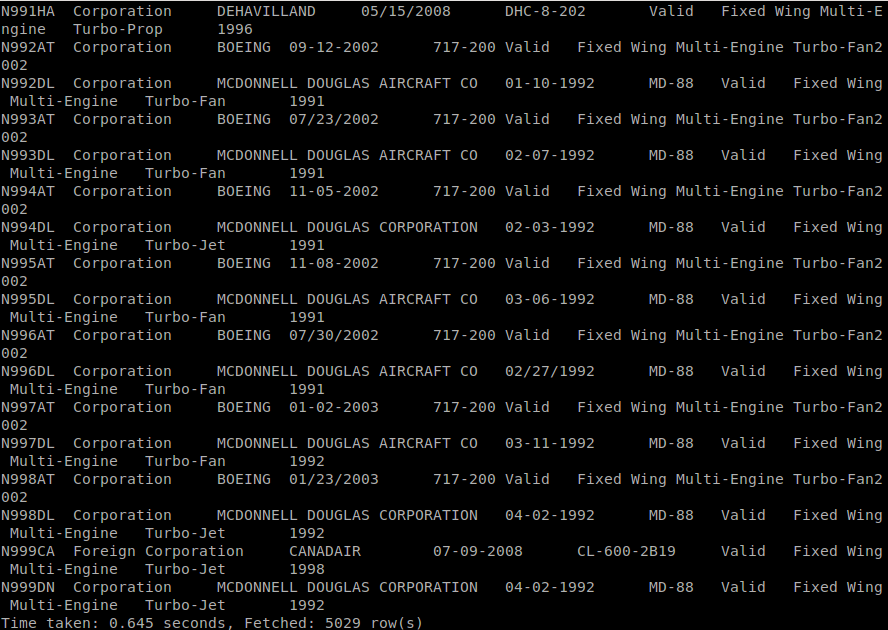 N991HA  Corporation     DEHAVILLAND     05/15/2008      DHC-8-202       Valid   Fixed Wing Multi-E
ngine   Turbo-Prop      1996
N992AT  Corporation     BOEING  09-12-2002      717-200 Valid   Fixed Wing Multi-Engine Turbo-Fan2
002
N992DL  Corporation     MCDONNELL DOUGLAS AIRCRAFT CO   01-10-1992      MD-88   Valid   Fixed Wing
 Multi-Engine   Turbo-Fan       1991
N993AT  Corporation     BOEING  07/23/2002      717-200 Valid   Fixed Wing Multi-Engine Turbo-Fan2
002
N993DL  Corporation     MCDONNELL DOUGLAS AIRCRAFT CO   02-07-1992      MD-88   Valid   Fixed Wing
 Multi-Engine   Turbo-Fan       1991
N994AT  Corporation     BOEING  11-05-2002      717-200 Valid   Fixed Wing Multi-Engine Turbo-Fan2
002
N994DL  Corporation     MCDONNELL DOUGLAS CORPORATION   02-03-1992      MD-88   Valid   Fixed Wing
 Multi-Engine   Turbo-Jet       1991
N995AT  Corporation     BOEING  11-08-2002      717-200 Valid   Fixed Wing Multi-Engine Turbo-Fan2
002
N995DL  Corporation     MCDONNELL DOUGLAS AIRCRAFT CO   03-06-1992      MD-88   Valid   Fixed Wing
 Multi-Engine   Turbo-Fan       1991
N996AT  Corporation     BOEING  07/30/2002      717-200 Valid   Fixed Wing Multi-Engine Turbo-Fan2
002
N996DL  Corporation     MCDONNELL DOUGLAS AIRCRAFT CO   02/27/1992      MD-88   Valid   Fixed Wing
 Multi-Engine   Turbo-Fan       1991
N997AT  Corporation     BOEING  01-02-2003      717-200 Valid   Fixed Wing Multi-Engine Turbo-Fan2
002
N997DL  Corporation     MCDONNELL DOUGLAS AIRCRAFT CO   03-11-1992      MD-88   Valid   Fixed Wing
 Multi-Engine   Turbo-Fan       1992
N998AT  Corporation     BOEING  01/23/2003      717-200 Valid   Fixed Wing Multi-Engine Turbo-Fan2
002
N998DL  Corporation     MCDONNELL DOUGLAS CORPORATION   04-02-1992      MD-88   Valid   Fixed Wing
 Multi-Engine   Turbo-Jet       1992
N999CA  Foreign Corporation     CANADAIR        07-09-2008      CL-600-2B19     Valid   Fixed Wing
 Multi-Engine   Turbo-Jet       1998
N999DN  Corporation     MCDONNELL DOUGLAS CORPORATION   04-02-1992      MD-88   Valid   Fixed Wing
 Multi-Engine   Turbo-Jet       1992
Time taken: 0.645 seconds, Fetched: 5029 row(s)